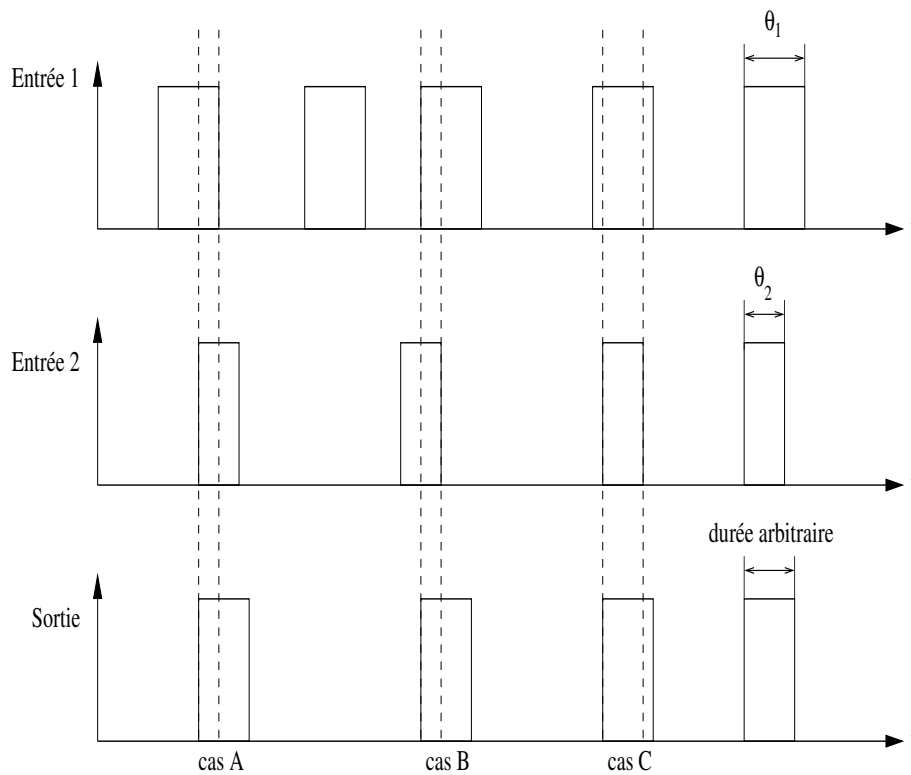 θ1
Entrée 1
θ2
Entrée 2
durée arbitraire
Sortie
cas A
cas B
cas C